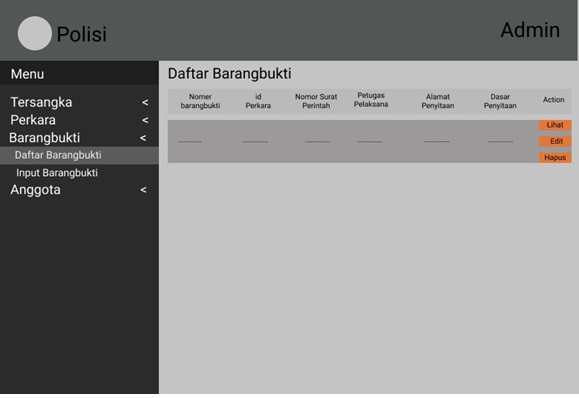 Polisi
Admin
Menu
Tersangka <
Perkara <
Barangbukti <
Daftar Barangbukti
Input Barangbukti
Anggota <
Daftar Barangbukti
Nomer barangbukti
id Perkara
Nomor Surat Perintah
Petugas Pelaksana
Alamat Penyitaan
Dasar Penyitaan
Action
............ ............. ............. ............. ............. .............
Lihat
Edit
Hapus